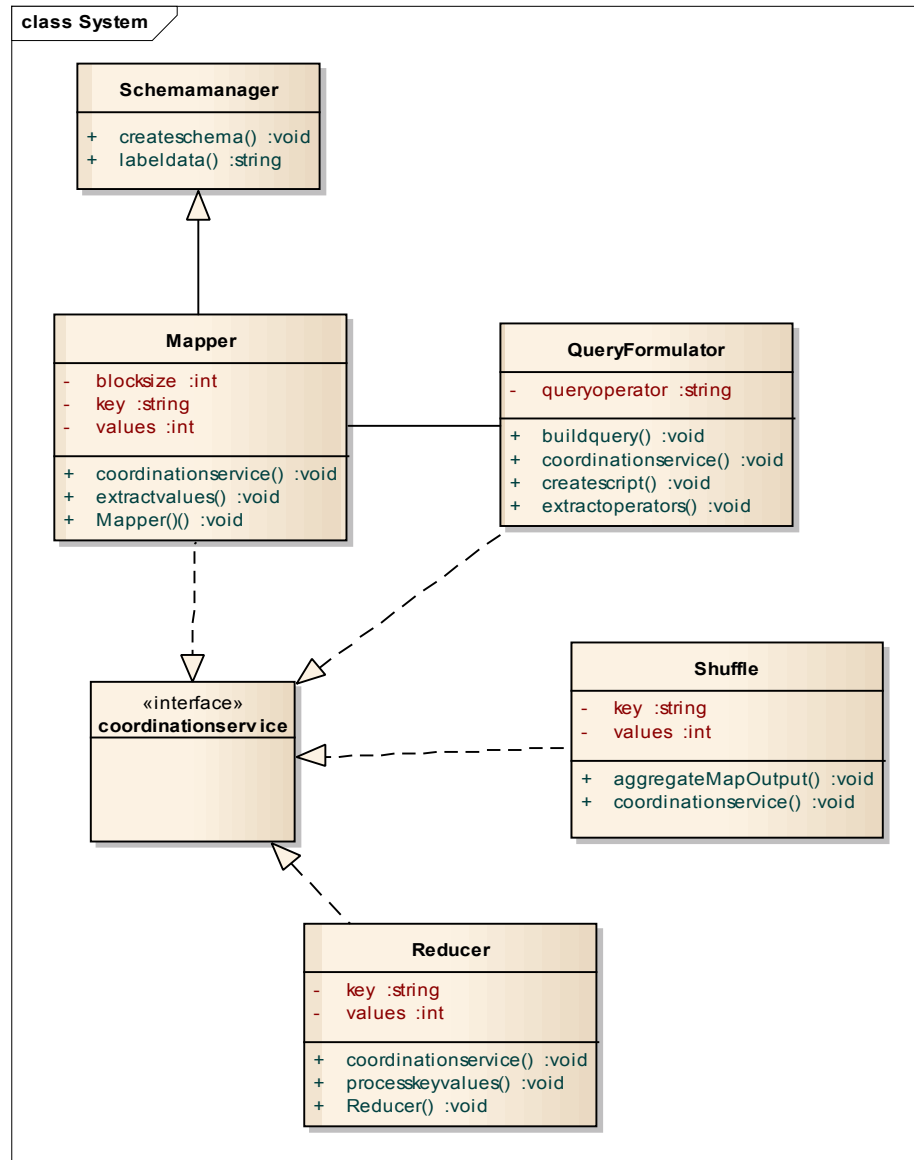 class System
Schemamanager
+ createschema() :void
+ labeldata() :string
Mapper
- blocksize :int
- key :string
- values :int
+ coordinationservice() :void
+ extractvalues() :void
+ Mapper()() :void
QueryFormulator
- queryoperator :string
+ buildquery() :void
+ coordinationservice() :void
+ createscript() :void
+ extractoperators() :void
«interface»
coordinationservice
Shuffle
- key :string
- values :int
+ aggregateMapOutput() :void
+ coordinationservice() :void
Reducer
- key :string
- values :int
+ coordinationservice() :void
+ processkeyvalues() :void
+ Reducer() :void